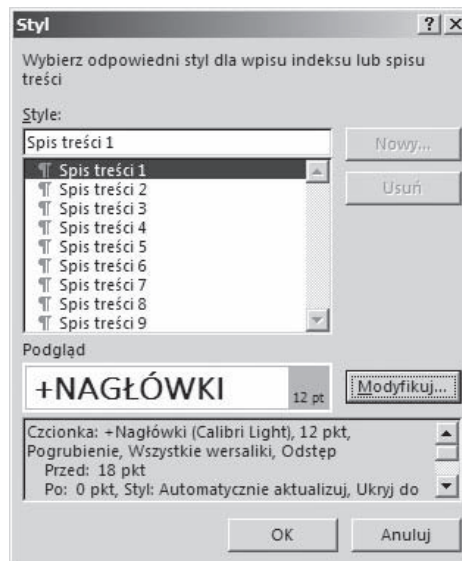 Styl
Wybierz odpowiedni styl dla wpisu indeksu lub spisu
treści
Style:
Spis treści 1
Nowy...
Usuń
¶ Spis treści 1
¶ Spis treści 2
¶ Spis treści 3
¶ Spis treści 4
¶ Spis treści 5
¶ Spis treści 6
¶ Spis treści 7
¶ Spis treści 8
¶ Spis treści 9
Podgląd
+NAGŁÓWKI 12 pt
Modyfikuj...
Czcionka: +Nagłówki (Calibri Light), 12 pkt,
Pogrubienie, Wszystkie wersaliki, Odstęp
Przed: 18 pkt
Po: 0 pkt, Styl: Automatycznie aktualizuj, Ukryj do
OK Anuluj